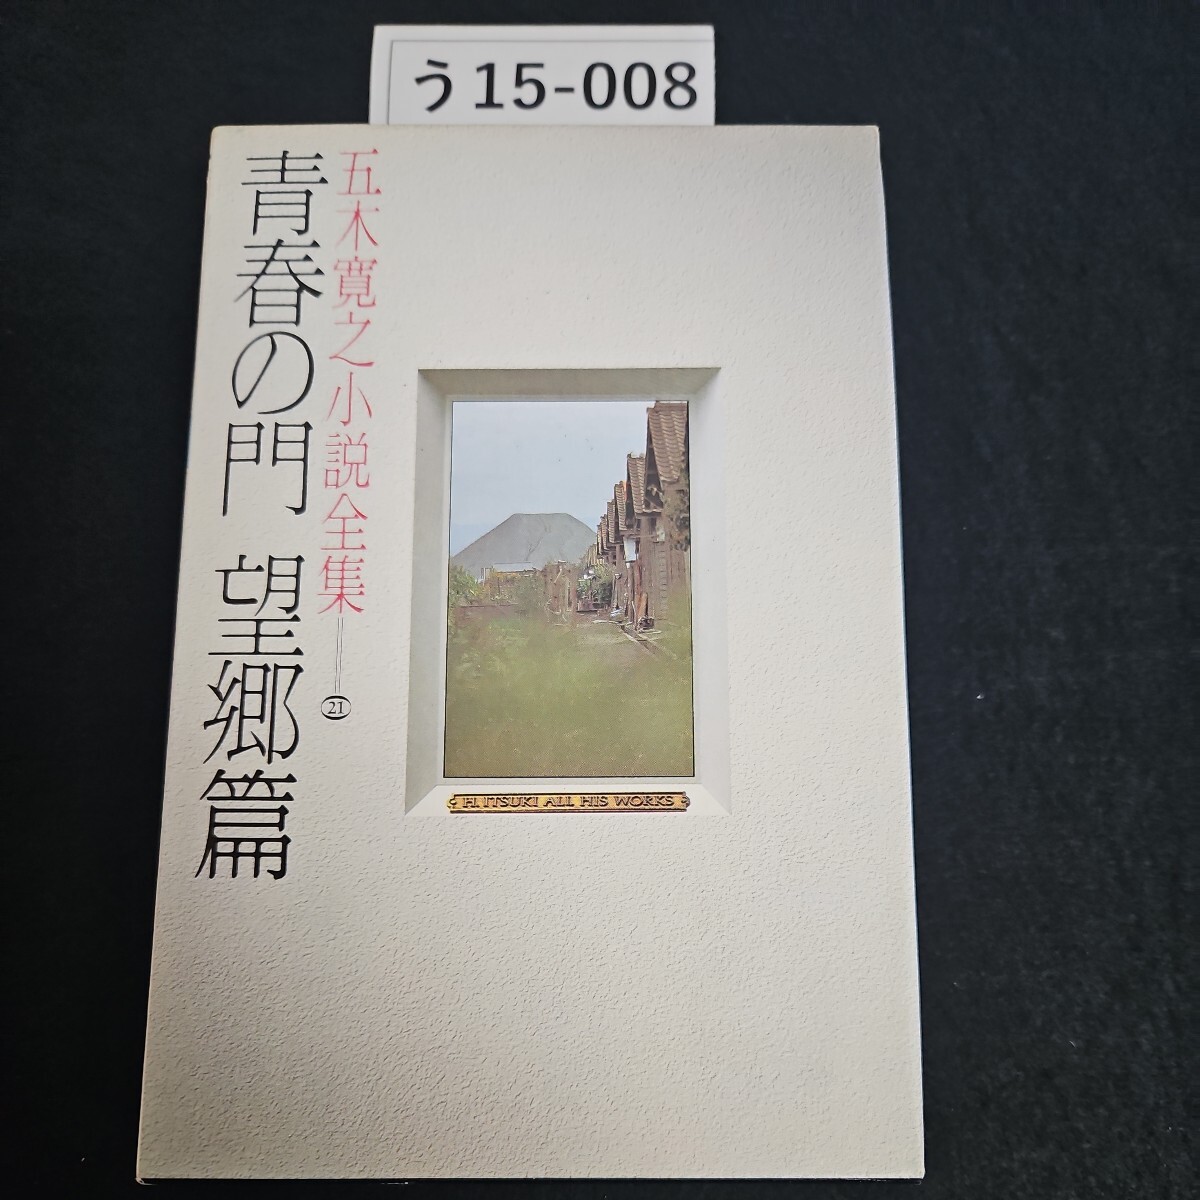 う15-008
五木寛之小説全集 21
青春の門 望郷篇
H. ITSUKI ALL HIS WORKS